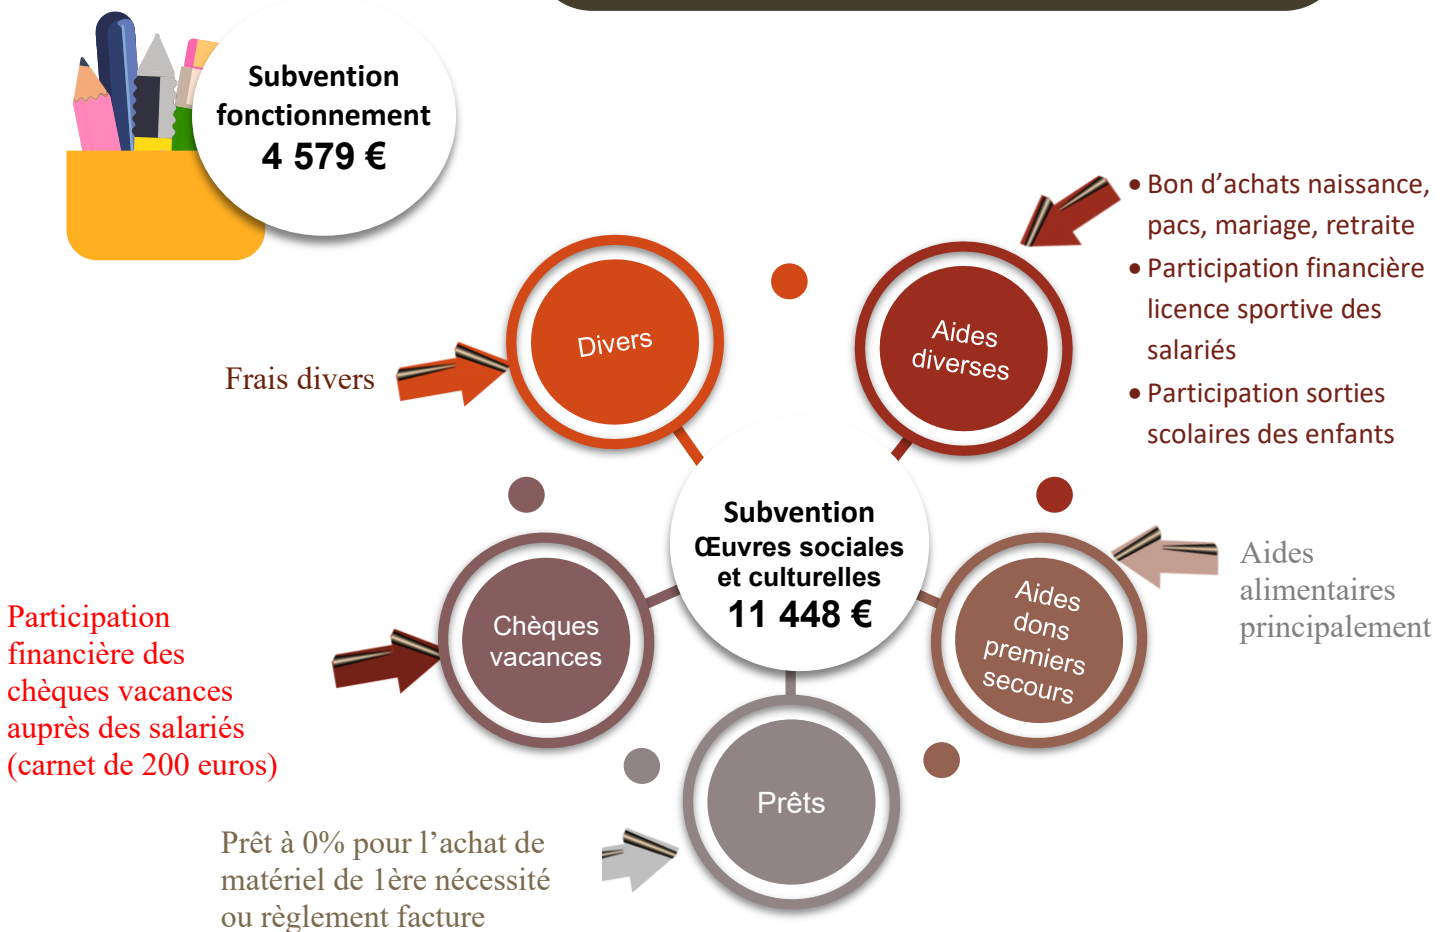 Subvention
fonctionnement
4 579 €
• Bon d’achats naissance,
pacs, mariage, retraite
• Participation financière
licence sportive des
salariés
• Participation sorties
scolaires des enfants
Aides
diverses
Divers
Frais divers
Subvention
Œuvres sociales
et culturelles
11 448 €
Aides
alimentaires
principalement
Aides
dons
premiers
secours
Chèques
vacances
Participation
financière des
chèques vacances
auprès des salariés
(carnet de 200 euros)
Prêts
Prêt à 0% pour l’achat de
matériel de 1ère nécessité
ou règlement facture